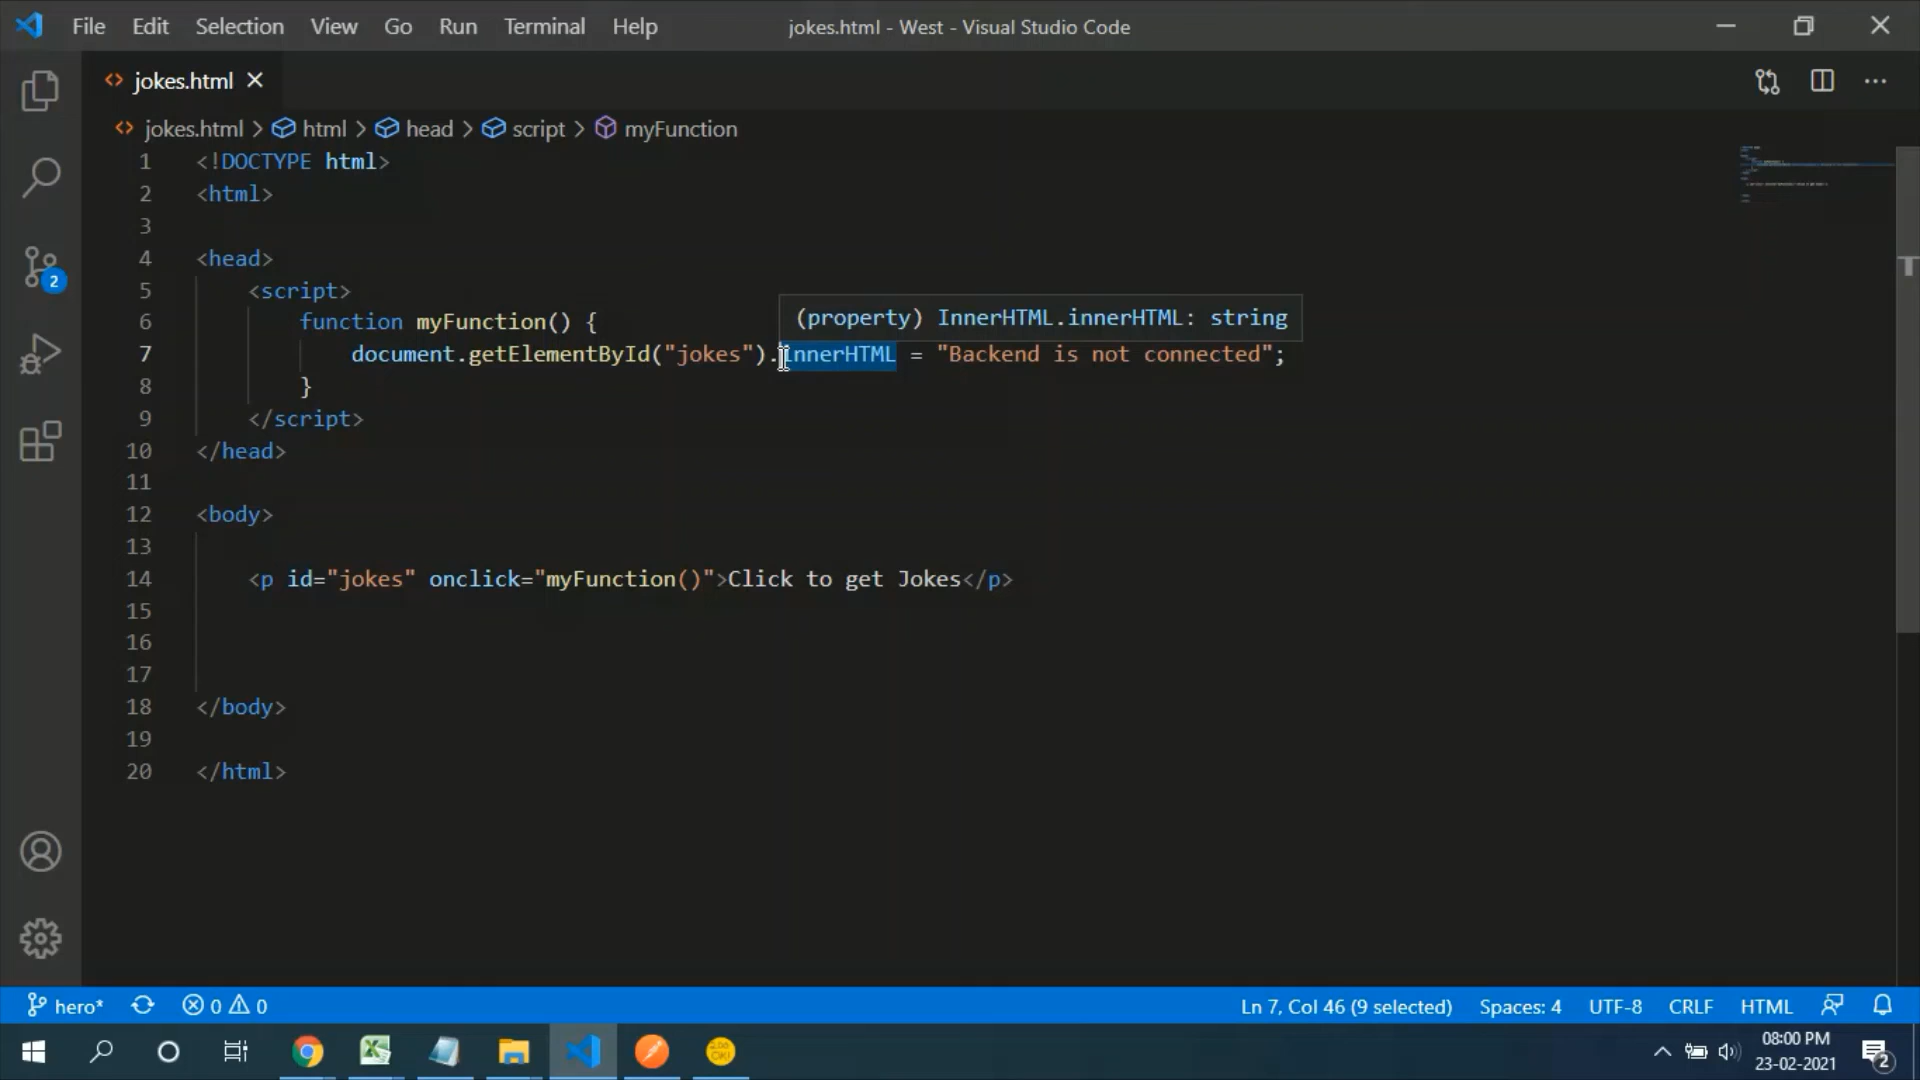 File Edit Selection View Go Run Terminal Help jokes.html - West - Visual Studio Code
jokes.html
jokes.html > html > head > script > myFunction
1 <!DOCTYPE html>
2 <html>
3
4 <head>
5 <script>
(property) InnerHTML.innerHTML: string
6 function myFunction() {
7 document.getElementById("jokes").innerHTML = "Backend is not connected";
8 }
9 </script>
10 </head>
11
12 <body>
13
14 <p id="jokes" onclick="myFunction()">Click to get Jokes</p>
15
16
17
18 </body>
19
20 </html>
2
hero* 0 0 Ln 7, Col 46 (9 selected) Spaces: 4 UTF-8 CRLF HTML
08:00 PM
23-02-2021
2